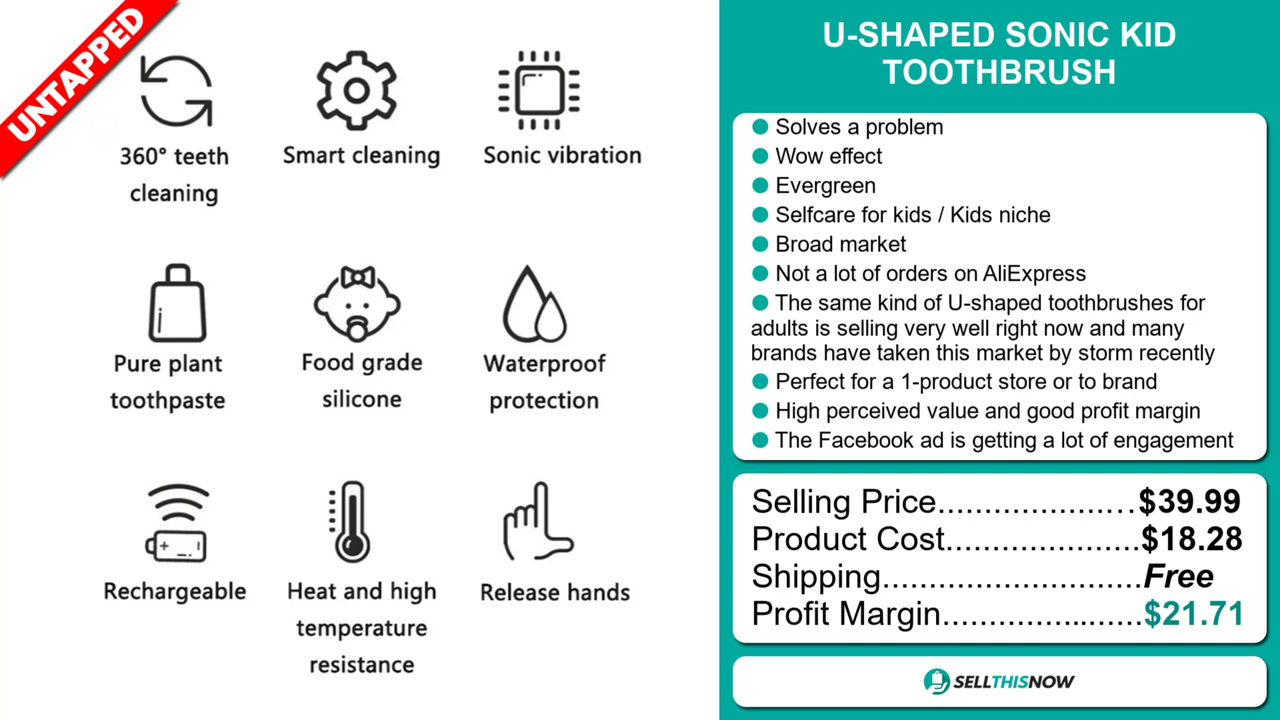 UNTAPPED
360° teeth
cleaning
Smart cleaning
Sonic vibration
Pure plant
toothpaste
Food grade
silicone
Waterproof
protection
Rechargeable
Heat and high
temperature
resistance
Release hands
U-SHAPED SONIC KID
TOOTHBRUSH
Solves a problem
Wow effect
Evergreen
Selfcare for kids / Kids niche
Broad market
Not a lot of orders on AliExpress
The same kind of U-shaped toothbrushes for
adults is selling very well right now and many
brands have taken this market by storm recently
Perfect for a 1-product store or to brand
High perceived value and good profit margin
The Facebook ad is getting a lot of engagement
Selling Price......................$39.99
Product Cost.....................$18.28
Shipping............................Free
Profit Margin......................$21.71
SELLTHISNOW